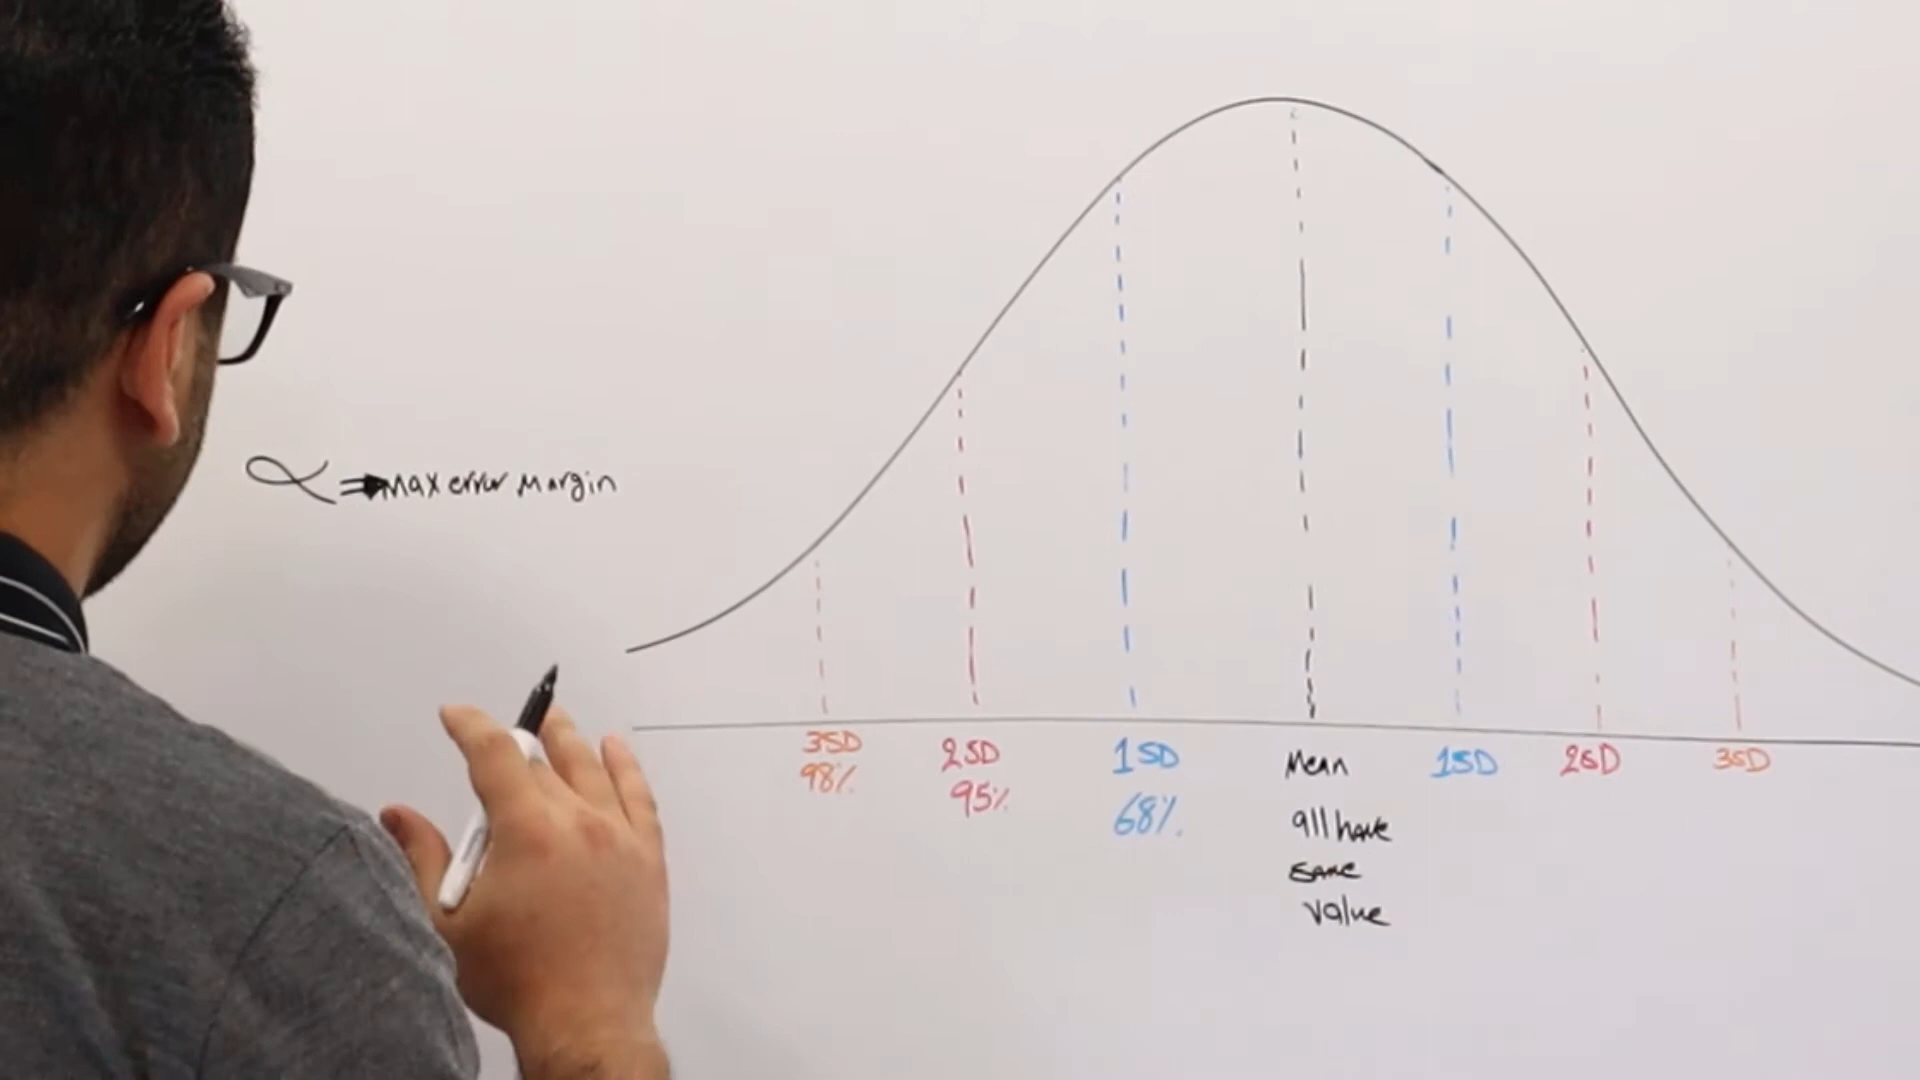 α ⇒ Max error Margin
3SD 2SD 1SD Mean 1SD 2SD 3SD
98% 95% 68% all have
same
value